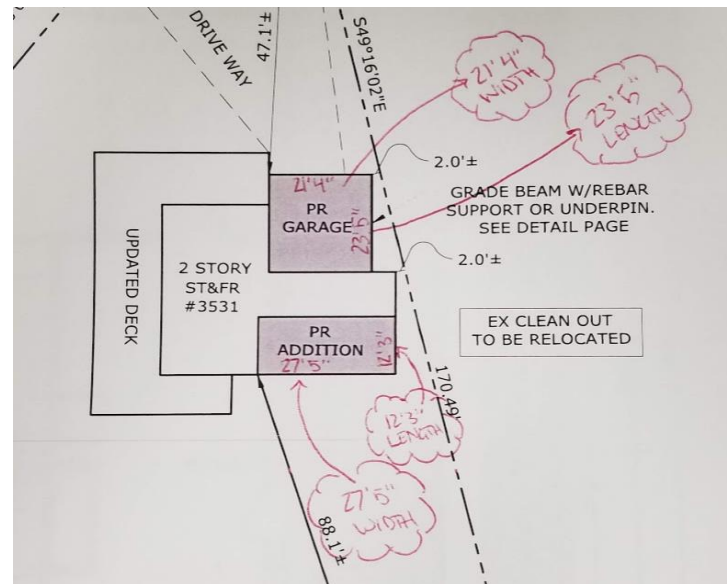 DRIVE WAY
47.1'±
S49°16'02"E
21'4"
WIDTH
23'5"
LENGTH
2.0'±
21'4"
PR
GARAGE
23'5"
GRADE BEAM W/REBAR
SUPPORT OR UNDERPIN.
SEE DETAIL PAGE
2.0'±
UPDATED DECK
2 STORY
ST&FR
#3531
PR
ADDITION
27'5"
12'3"
EX CLEAN OUT
TO BE RELOCATED
170.49'
12'3"
LENGTH
27'5"
WIDTH
88.1'±